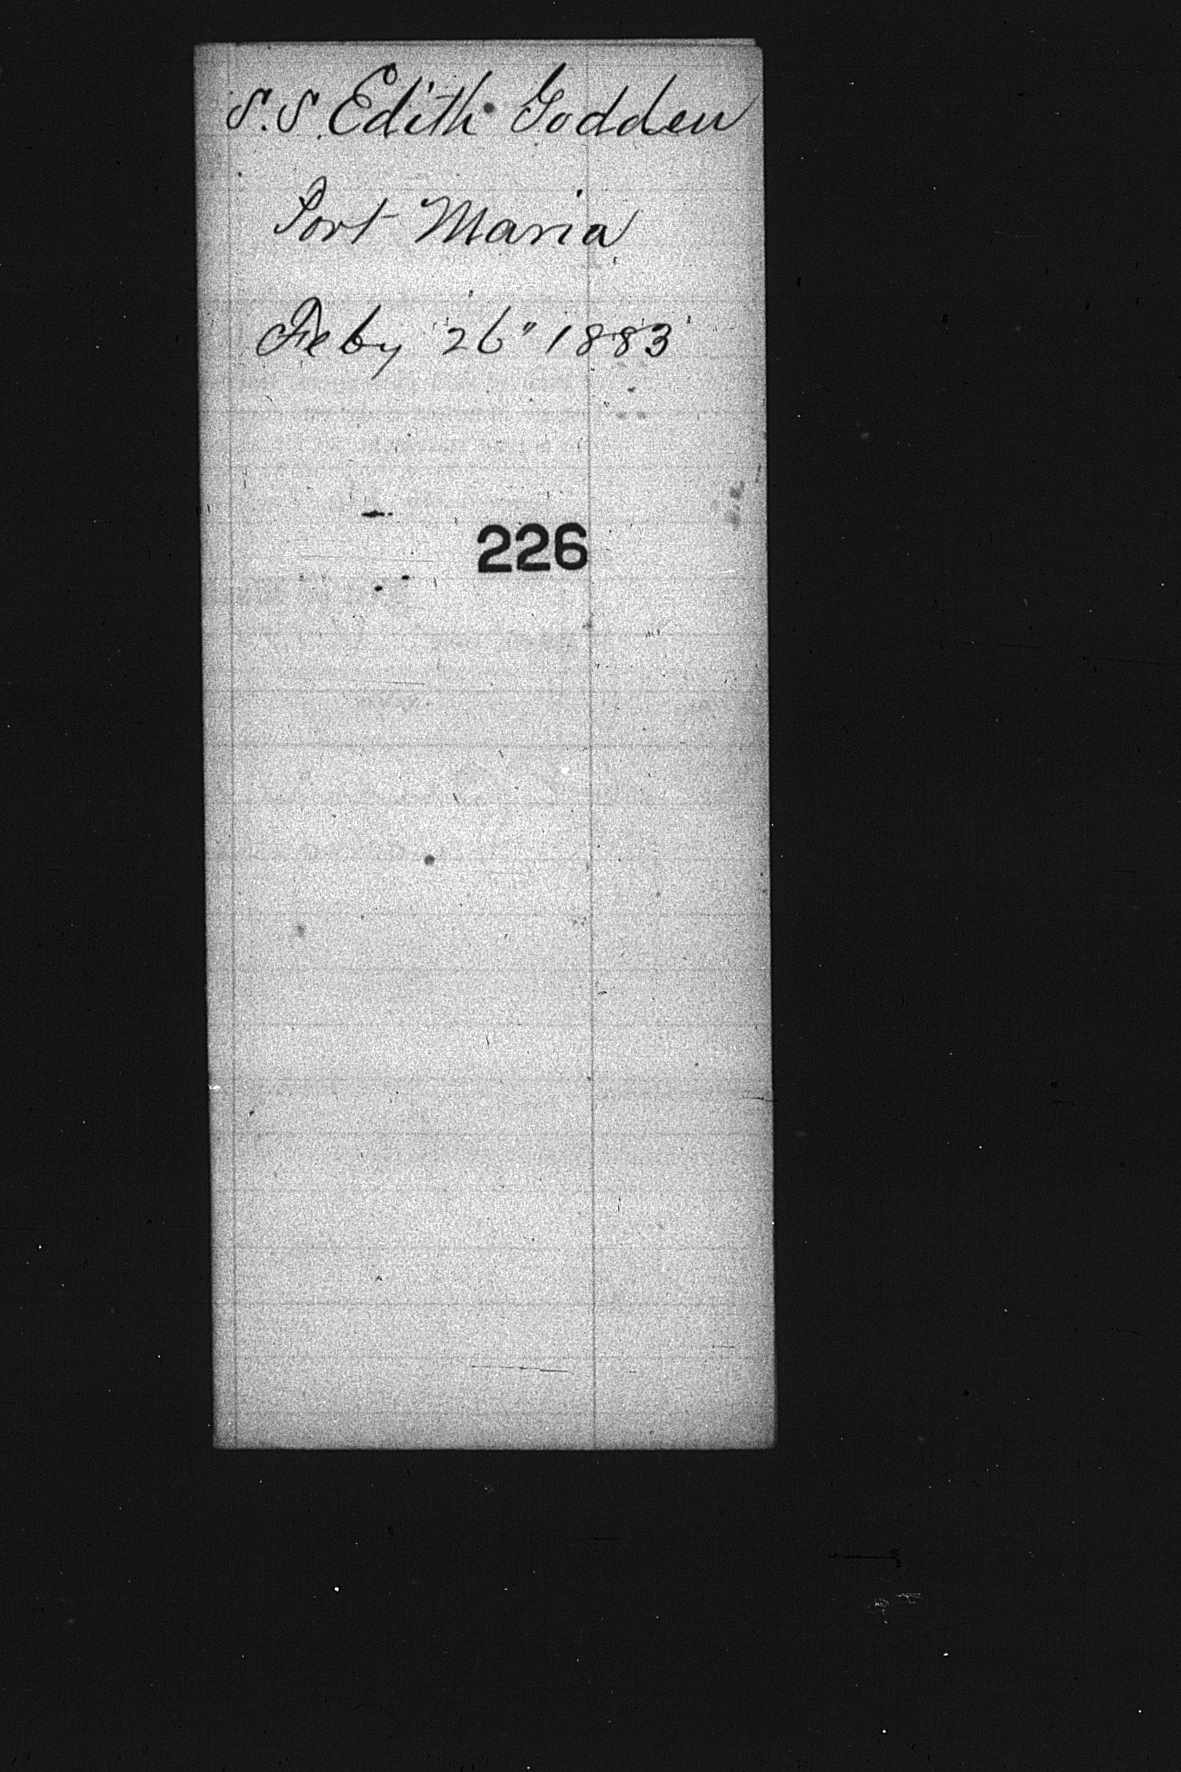 S.S. Edith Godden
Port Maria
Feby 26" 1883
226